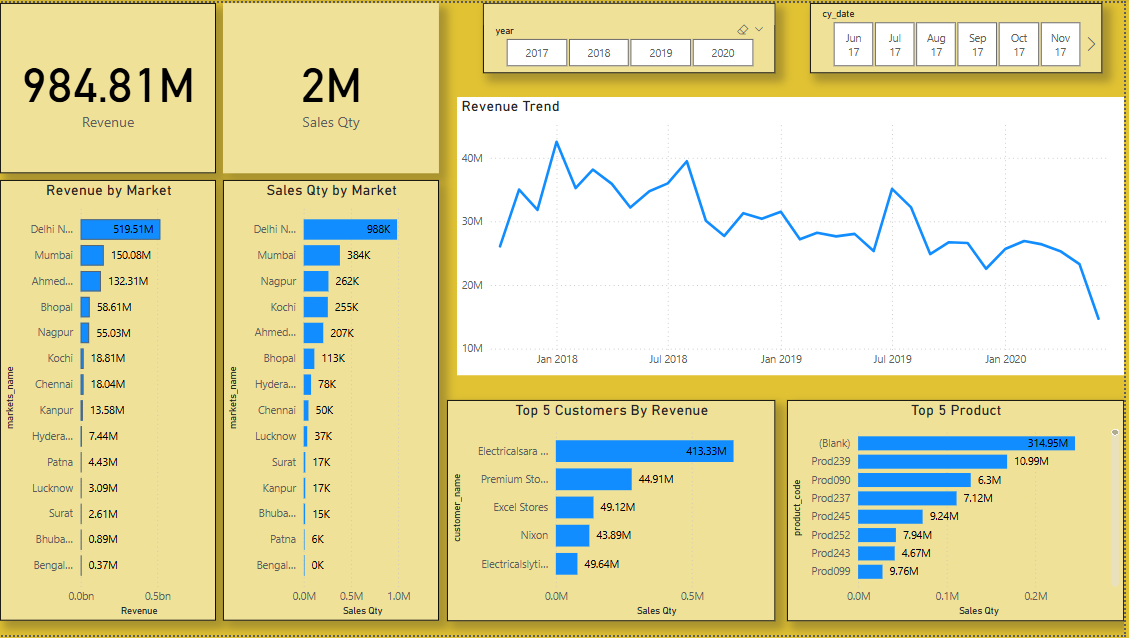 984.81M
Revenue
2M
Sales Qty
year
2017 2018 2019 2020
cy_date
Jun 17 Jul 17 Aug 17 Sep 17 Oct 17 Nov 17
Revenue Trend
40M
30M
20M
10M
Jan 2018 Jul 2018 Jan 2019 Jul 2019 Jan 2020
Revenue by Market
markets_name
Delhi N... 519.51M
Mumbai 150.08M
Ahmed... 132.31M
Bhopal 58.61M
Nagpur 55.03M
Kochi 18.81M
Chennai 18.04M
Kanpur 13.58M
Hydera... 7.44M
Patna 4.43M
Lucknow 3.09M
Surat 2.61M
Bhuba... 0.89M
Bengal... 0.37M
0.0bn 0.5bn
Revenue
Sales Qty by Market
markets_name
Delhi N... 988K
Mumbai 384K
Nagpur 262K
Kochi 255K
Ahmed... 207K
Bhopal 113K
Hydera... 78K
Chennai 50K
Lucknow 37K
Surat 17K
Kanpur 17K
Bhuba... 15K
Patna 6K
Bengal... 0K
0.0M 0.5M 1.0M
Sales Qty
Top 5 Customers By Revenue
customer_name
Electricalsara ... 413.33M
Premium Sto... 44.91M
Excel Stores 49.12M
Nixon 43.89M
Electricalslyti... 49.64M
0.0M 0.5M
Sales Qty
Top 5 Product
product_code
(Blank) 314.95M
Prod239 10.99M
Prod090 6.3M
Prod237 7.12M
Prod245 9.24M
Prod252 7.94M
Prod243 4.67M
Prod099 9.76M
0.0M 0.1M 0.2M
Sales Qty